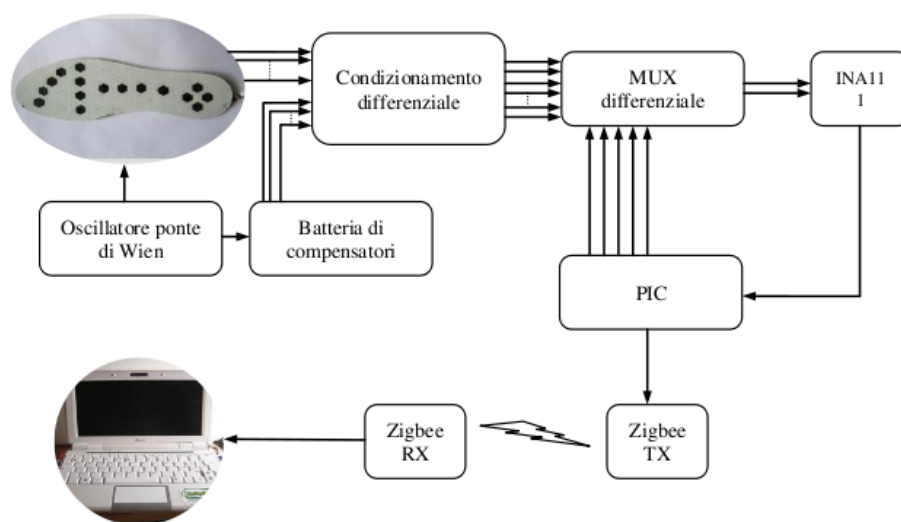 Condizionamento
differenziale
MUX
differenziale
INA11
1
Oscillatore ponte
di Wien
Batteria di
compensatori
PIC
Zigbee
RX
Zigbee
TX